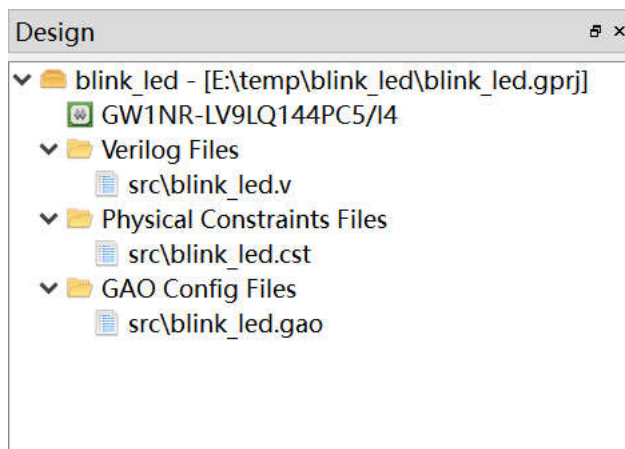 Design
blink_led - [E:\temp\blink_led\blink_led.gprj]
GW1NR-LV9LQ144PC5/I4
Verilog Files
src\blink_led.v
Physical Constraints Files
src\blink_led.cst
GAO Config Files
src\blink_led.gao